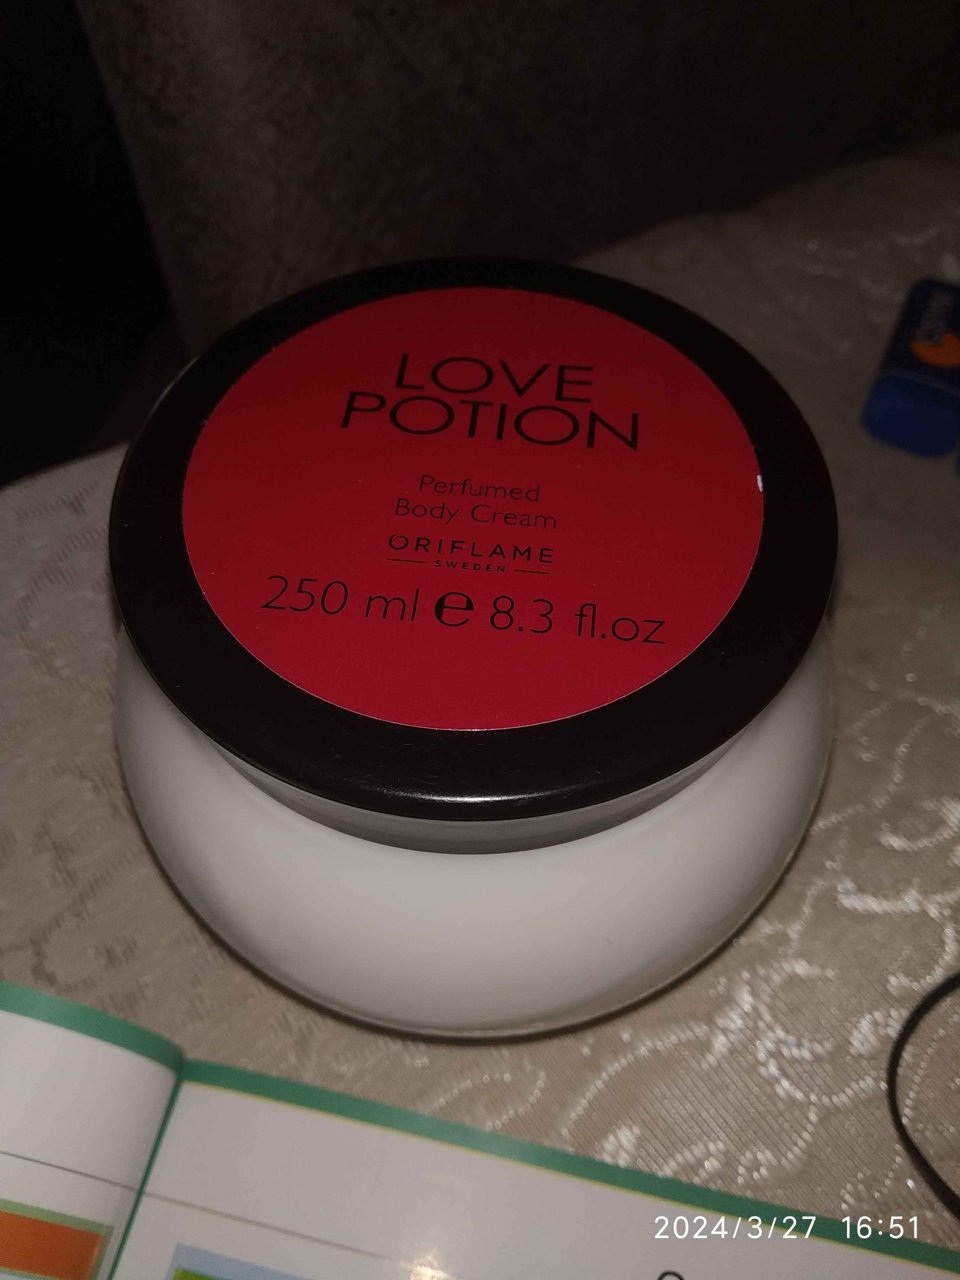 LOVE
POTION
Perfumed
Body Cream
ORIFLAME
SWEDEN
250 ml ℮ 8.3 fl.oz
2024/3/27 16:51